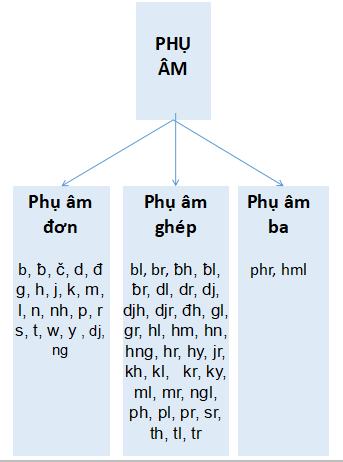 PHỤ
ÂM
Phụ âm
đơn
b, ƀ, č, d, đ
g, h, j, k, m,
l, n, nh, p, r
s, t, w, y , dj,
ng
Phụ âm
ghép
bl, br, ƀh, ƀl,
ƀr, dl, dr, dj,
djh, djr, đh, gl,
gr, hl, hm, hn,
hng, hr, hy, jr,
kh, kl, kr, ky,
ml, mr, ngl,
ph, pl, pr, sr,
th, tl, tr
Phụ âm
ba
phr, hml